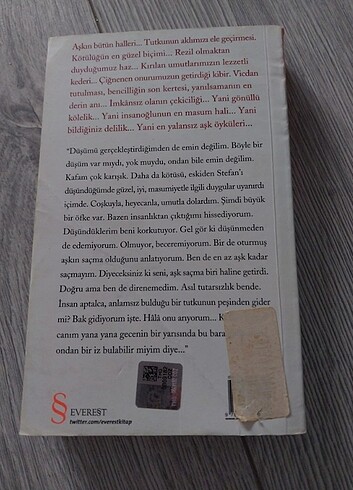 Aşkın bütün halleri... Tutkunun aklımızı ele geçirmesi.
Kötülüğün en güzel biçimi... Rezil olmaktan
duyduğumuz haz... Kırılan umutlarımızın lezzetli
kederi... Çiğnenen onurumuzun getirdiği kibir. Vicdan
tutulması, bencilliğin son kertesi, yanılsamanın en
derin anı... İmkânsız olanın çekiciliği... Yani gönüllü
kölelik... Yani insanoğlunun en masum hali... Yani
bildiğiniz delilik... Yani en yalansız aşk öyküleri...
"Düşümü gerçekleştirdiğimden de emin değilim. Böyle bir
düşüm var mıydı, yok muydu, ondan bile emin değilim.
Kafam çok karışık. Daha da kötüsü, eskiden Stefan'ı
düşündüğümde güzel, iyi, masumiyetle ilgili duygular uyanırdı
içimde. Coşkuyla, heyecanla, umutla dolardım. Şimdi büyük
bir öfke var. Bazen insanlıktan çıktığımı hissediyorum.
Düşündüklerim beni korkutuyor. Gel gör ki düşünmeden
de edemiyorum. Olmuyor, beceremiyorum. Bir de oturmuş
aşkın saçma olduğunu anlatıyorum. Ben de en az aşk kadar
saçmayım. Diyeceksiniz ki seni, aşk saçma biri haline getirdi.
Doğru ama ben de direnemedim. Asıl tutarsızlık bende.
İnsan aptalca, anlamsız bulduğu bir tutkunun peşinden gider
mi? Bak gidiyorum işte. Hâlâ onu arıyorum...
canım yana yana gecenin bir yarısında bu
ondan bir iz bulabilir miyim diye..."
EVEREST
twitter.com/everestkitap